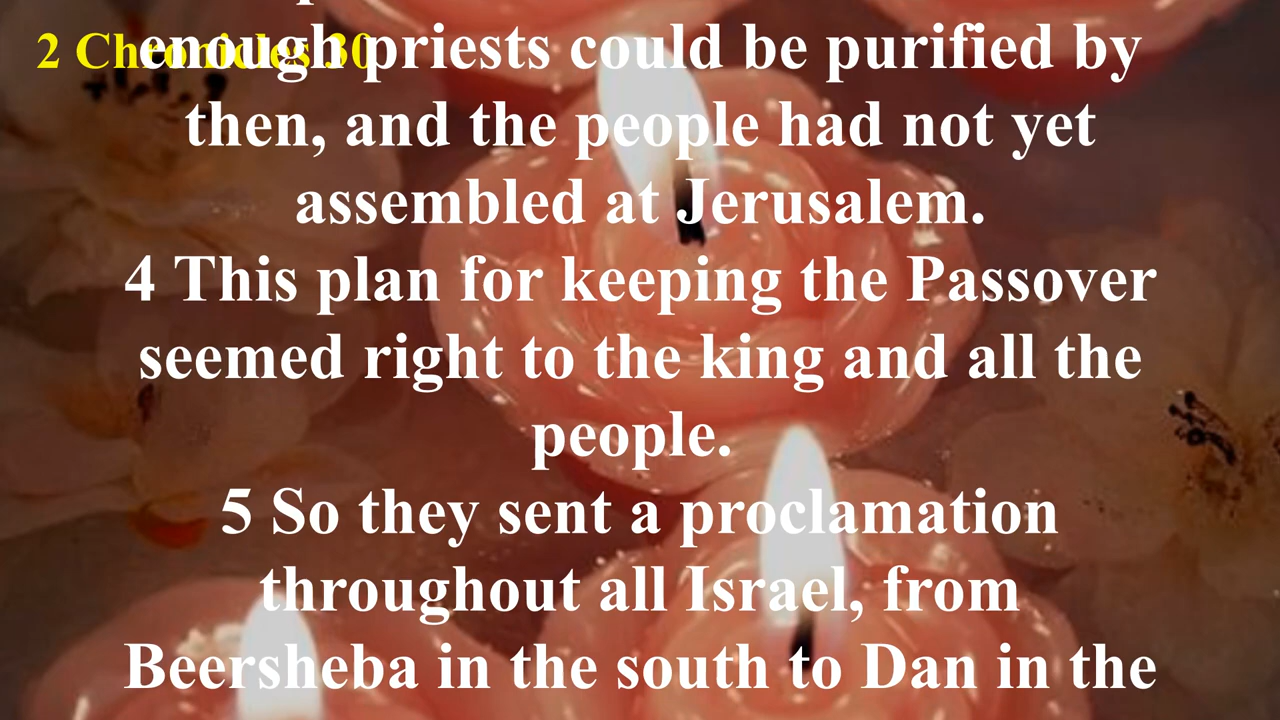 2 Chronicles 30
enough priests could be purified by
then, and the people had not yet
assembled at Jerusalem.
4 This plan for keeping the Passover
seemed right to the king and all the
people.
5 So they sent a proclamation
throughout all Israel, from
Beersheba in the south to Dan in the